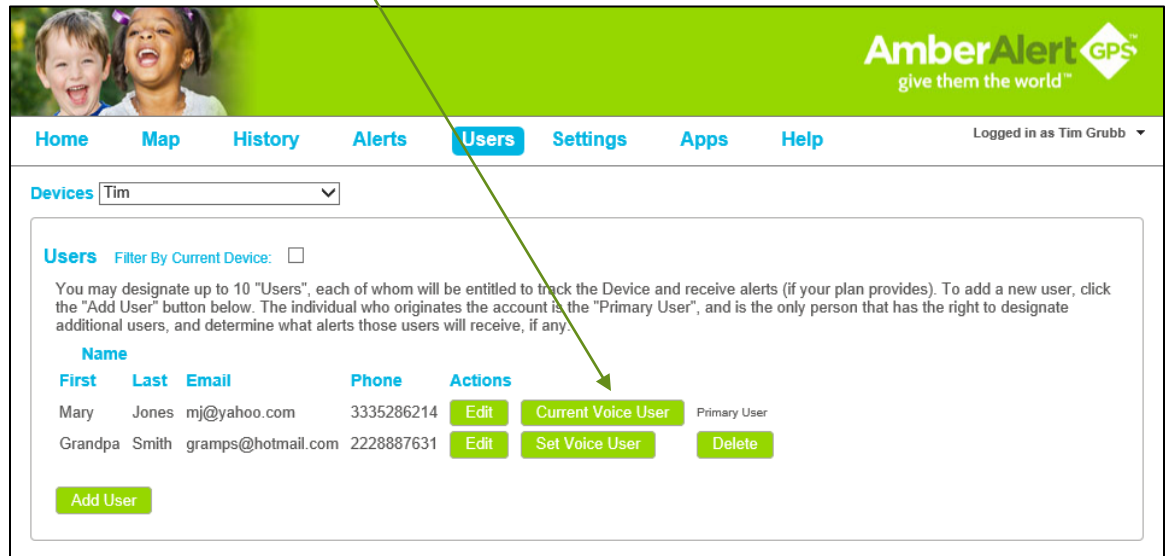 AmberAlert GPS™
give them the world™
Home Map History Alerts Users Settings Apps Help Logged in as Tim Grubb
Devices Tim
Users Filter By Current Device:
You may designate up to 10 "Users", each of whom will be entitled to track the Device and receive alerts (if your plan provides). To add a new user, click
the "Add User" button below. The individual who originates the account is the "Primary User", and is the only person that has the right to designate
additional users, and determine what alerts those users will receive, if any.
Name
First Last Email Phone Actions
Mary Jones mj@yahoo.com 3335286214 Edit Current Voice User Primary User
Grandpa Smith gramps@hotmail.com 2228887631 Edit Set Voice User Delete
Add User